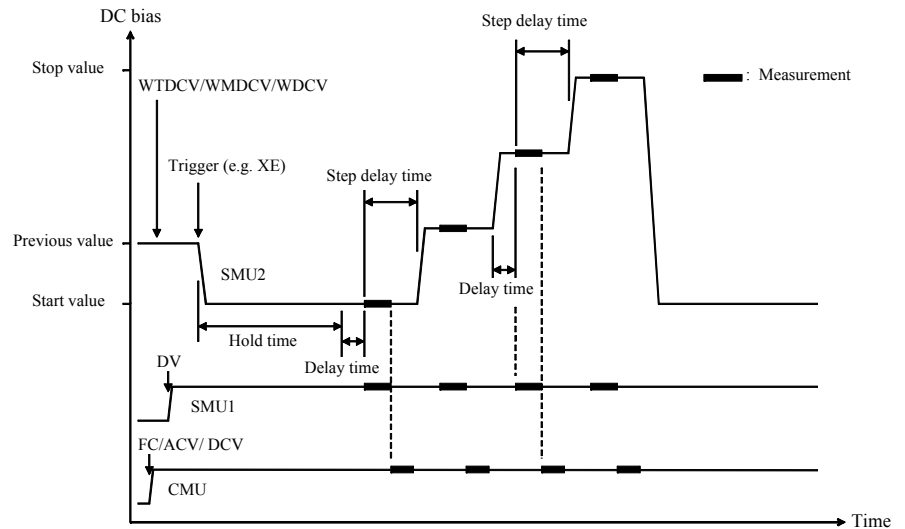 DC bias
Step delay time
Stop value
: Measurement
WTDCV/WMDCV/WDCV
Trigger (e.g. XE)
Step delay time
Previous value
SMU2
Delay time
Start value
Hold time
Delay time
DV
SMU1
FC/ACV/ DCV
CMU
Time